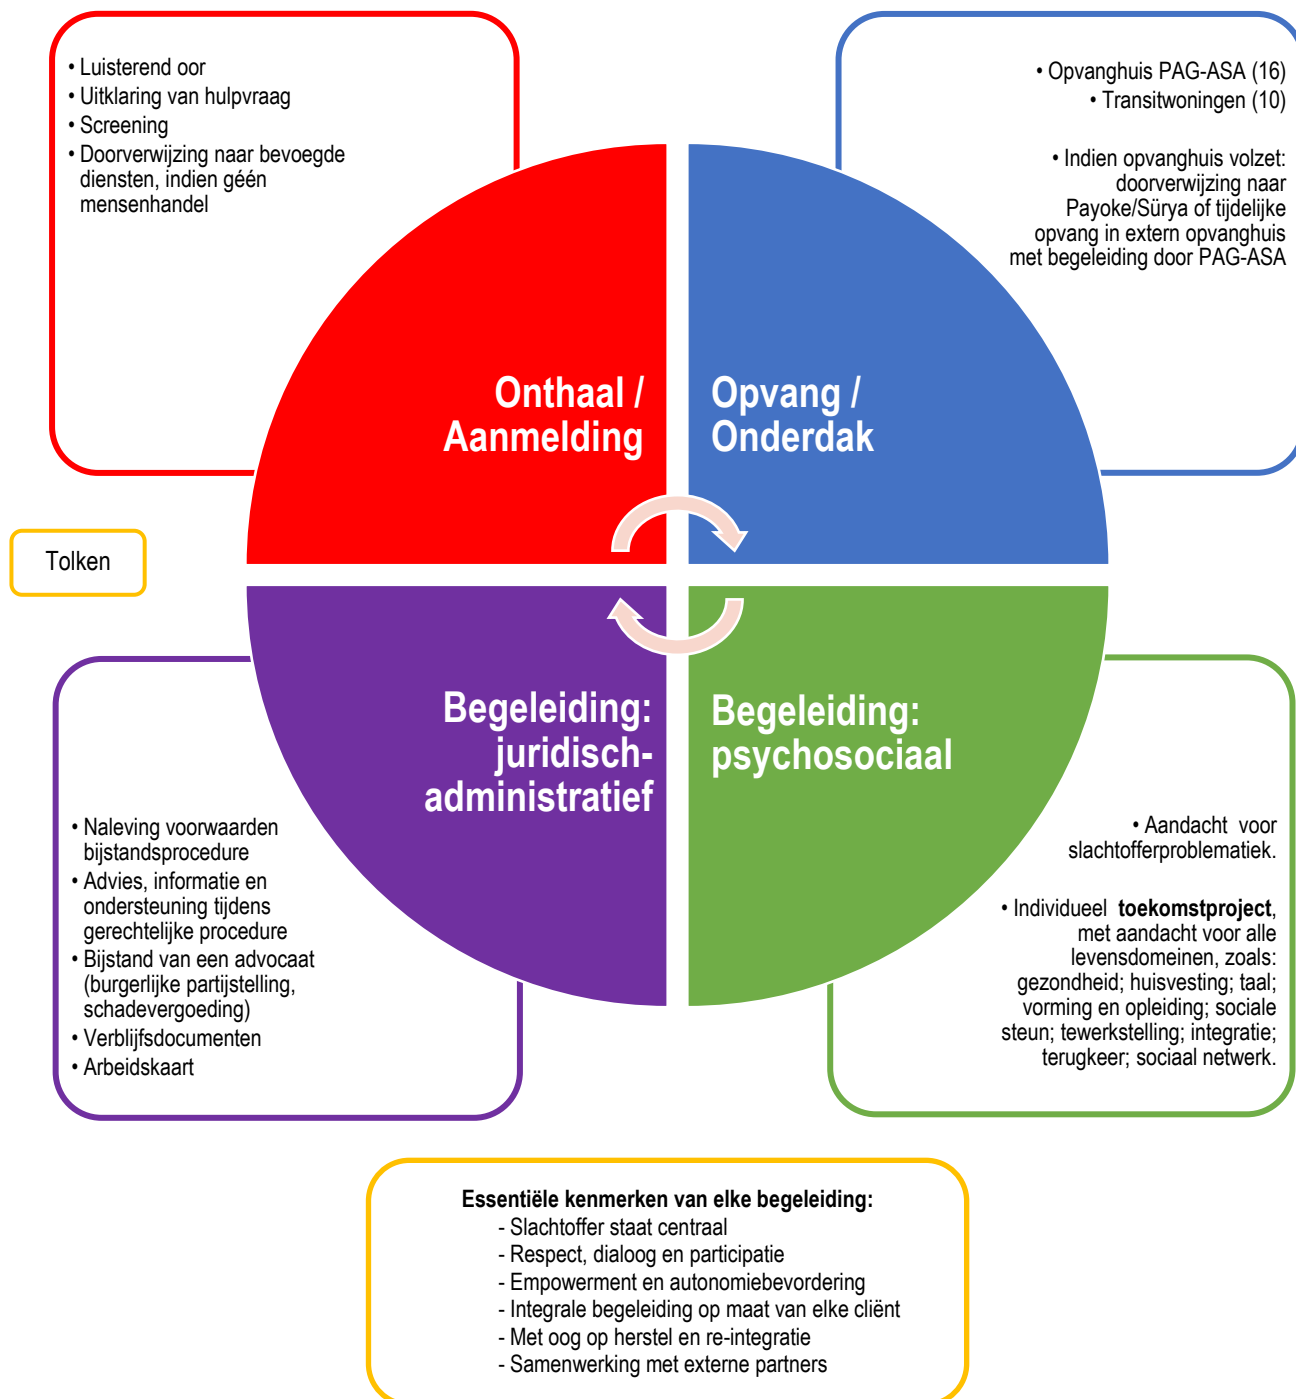 • Luisterend oor
• Uitklaring van hulpvraag
• Screening
• Doorverwijzing naar bevoegde
diensten, indien géén
mensenhandel
• Opvanghuis PAG-ASA (16)
• Transitwoningen (10)
• Indien opvanghuis volzet:
doorverwijzing naar
Payoke/Sürya of tijdelijke
opvang in extern opvanghuis
met begeleiding door PAG-ASA
Onthaal /
Aanmelding
Opvang /
Onderdak
Tolken
Begeleiding:
juridisch-
administratief
Begeleiding:
psychosociaal
• Naleving voorwaarden
bijstandsprocedure
• Advies, informatie en
ondersteuning tijdens
gerechtelijke procedure
• Bijstand van een advocaat
(burgerlijke partijstelling,
schadevergoeding)
• Verblijfsdocumenten
• Arbeidskaart
• Aandacht voor
slachtofferproblematiek.
• Individueel toekomstproject,
met aandacht voor alle
levensdomeinen, zoals:
gezondheid; huisvesting; taal;
vorming en opleiding; sociale
steun; tewerkstelling; integratie;
terugkeer; sociaal netwerk.
Essentiële kenmerken van elke begeleiding:
- Slachtoffer staat centraal
- Respect, dialoog en participatie
- Empowerment en autonomiebevordering
- Integrale begeleiding op maat van elke cliënt
- Met oog op herstel en re-integratie
- Samenwerking met externe partners